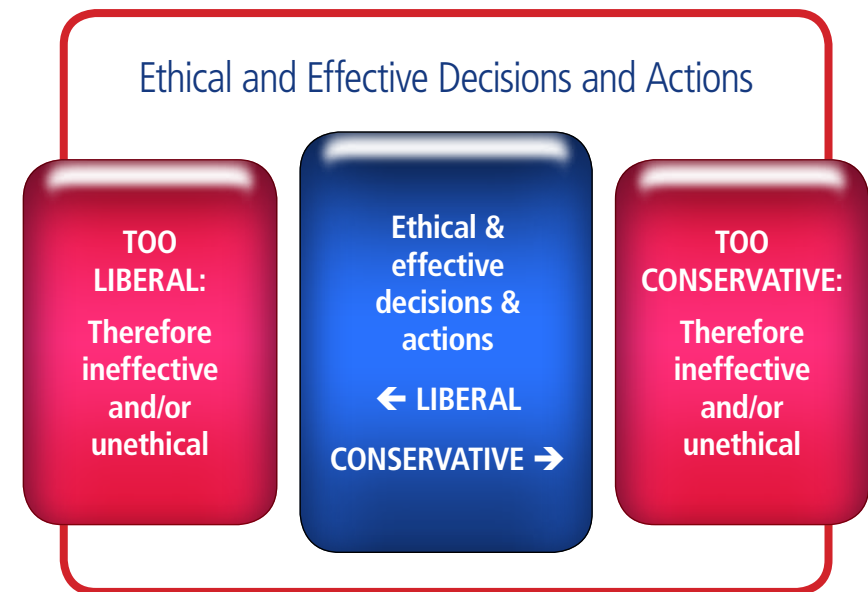 Ethical and Effective Decisions and Actions
TOO
LIBERAL:
Therefore
ineffective
and/or
unethical
Ethical &
effective
decisions &
actions
← LIBERAL
CONSERVATIVE →
TOO
CONSERVATIVE:
Therefore
ineffective
and/or
unethical